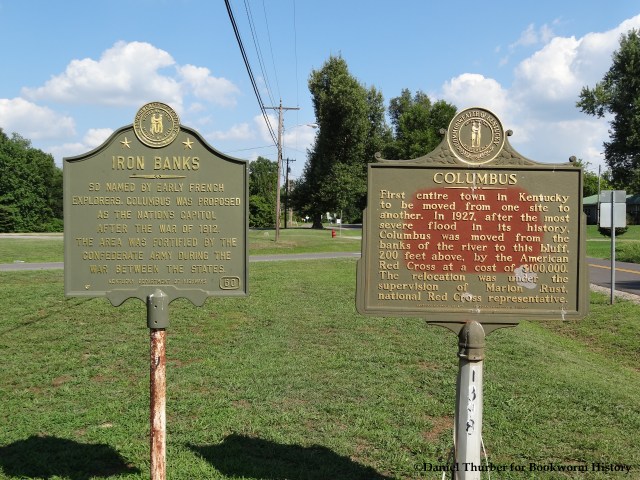 IRON BANKS
SO NAMED BY EARLY FRENCH
EXPLORERS. COLUMBUS WAS PROPOSED
AS THE NATION'S CAPITOL
AFTER THE WAR OF 1812.
THE AREA WAS FORTIFIED BY THE
CONFEDERATE ARMY DURING THE
WAR BETWEEN THE STATES.
KENTUCKY DEPARTMENT OF HIGHWAYS
COLUMBUS
First entire town in Kentucky
to be moved from one site to
another. In 1927, after the most
severe flood in its history,
Columbus was moved from the
banks of the river to this bluff,
200 feet above, by the American
Red Cross at a cost of $100,000.
The relocation was under the
supervision of Marion Rust,
national Red Cross representative.
©Daniel Thurber for Bookworm History